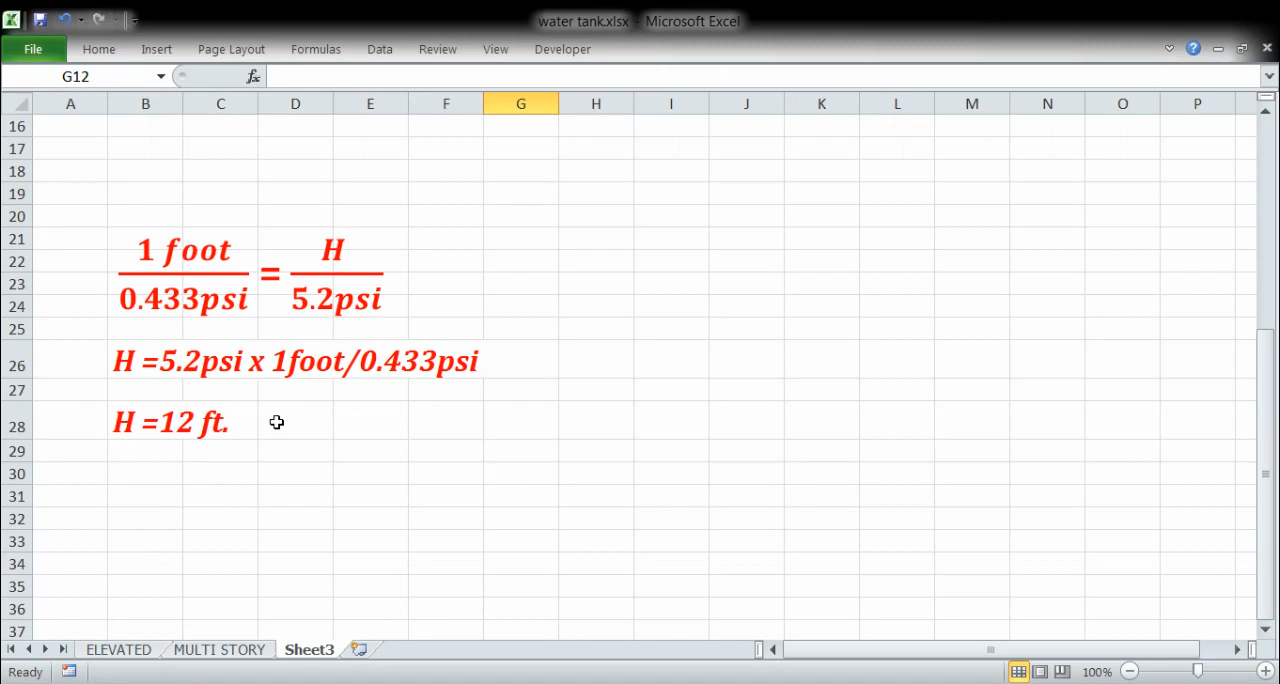 water tank.xlsx - Microsoft Excel
File Home Insert Page Layout Formulas Data Review View Developer
G12 fx
A B C D E F G H I J K L M N O P
16
17
18
19
20
21
22
23
24
25
26
27
28
29
30
31
32
33
34
35
36
37
1 foot / 0.433psi = H / 5.2psi
H =5.2psi x 1foot/0.433psi
H =12 ft.
ELEVATED MULTI STORY Sheet3
Ready 100%